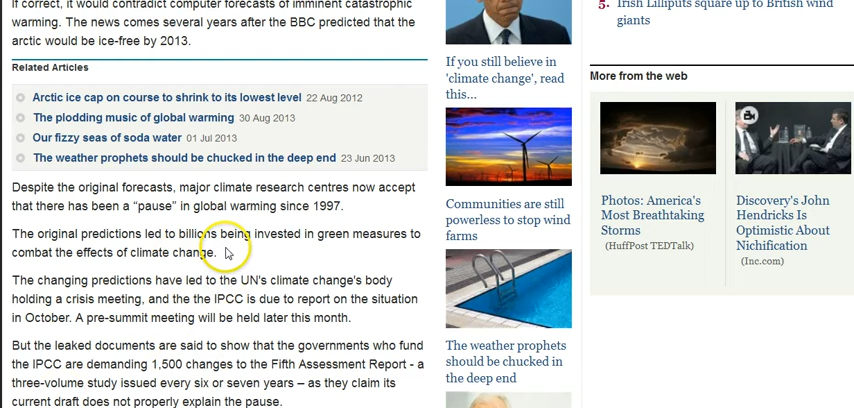 If correct, it would contradict computer forecasts of imminent catastrophic
warming. The news comes several years after the BBC predicted that the
arctic would be ice-free by 2013.
Related Articles
Arctic ice cap on course to shrink to its lowest level 22 Aug 2012
The plodding music of global warming 30 Aug 2013
Our fizzy seas of soda water 01 Jul 2013
The weather prophets should be chucked in the deep end 23 Jun 2013
Despite the original forecasts, major climate research centres now accept
that there has been a “pause” in global warming since 1997.
The original predictions led to billions being invested in green measures to
combat the effects of climate change.
The changing predictions have led to the UN's climate change's body
holding a crisis meeting, and the the IPCC is due to report on the situation
in October. A pre-summit meeting will be held later this month.
But the leaked documents are said to show that the governments who fund
the IPCC are demanding 1,500 changes to the Fifth Assessment Report - a
three-volume study issued every six or seven years – as they claim its
current draft does not properly explain the pause.
If you still believe in
'climate change', read
this...
Communities are still
powerless to stop wind
farms
The weather prophets
should be chucked in
the deep end
5. Irish Lilliputs square up to British wind
giants
More from the web
Photos: America's
Most Breathtaking
Storms
(HuffPost TEDTalk)
Discovery's John
Hendricks Is
Optimistic About
Nichification
(Inc.com)